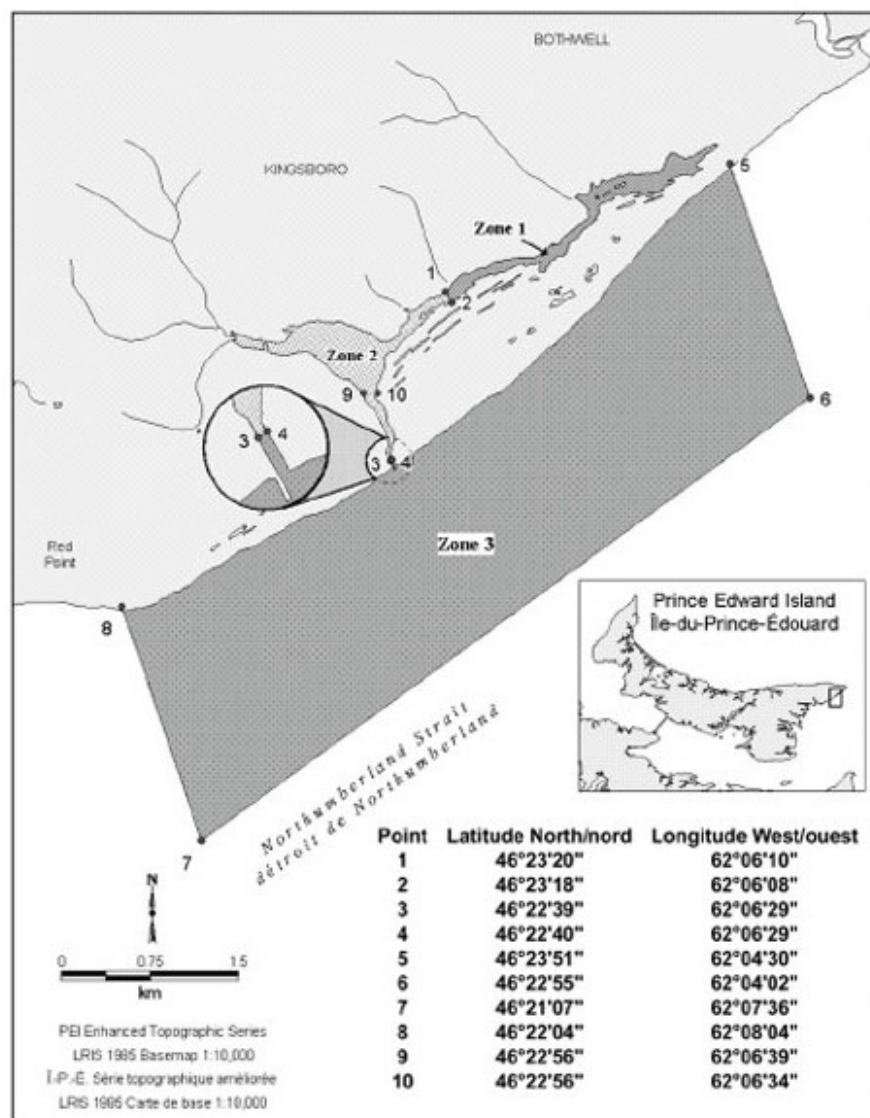 BOTHWELL
5
KINGSBORO
Zone 1
1
2
Zone 2
9
10
6
3
4
3
4
Zone 3
Red
Point
8
Prince Edward Island
Île-du-Prince-Édouard
Northumberland Strait
détroit de Northumberland
7
Point Latitude North/nord Longitude West/ouest
1 46°23'20" 62°06'10"
2 46°23'18" 62°06'08"
3 46°22'39" 62°06'29"
4 46°22'40" 62°06'29"
5 46°23'51" 62°04'30"
6 46°22'55" 62°04'02"
7 46°21'07" 62°07'36"
8 46°22'04" 62°08'04"
9 46°22'56" 62°06'39"
10 46°22'56" 62°06'34"
N
0 0.75 1.5
km
PEI Enhanced Topographic Series
LRIS 1985 Basemap 1:10,000
Î-P.-É. Série topographique améliorée
LRIS 1985 Carte de base 1:10,000